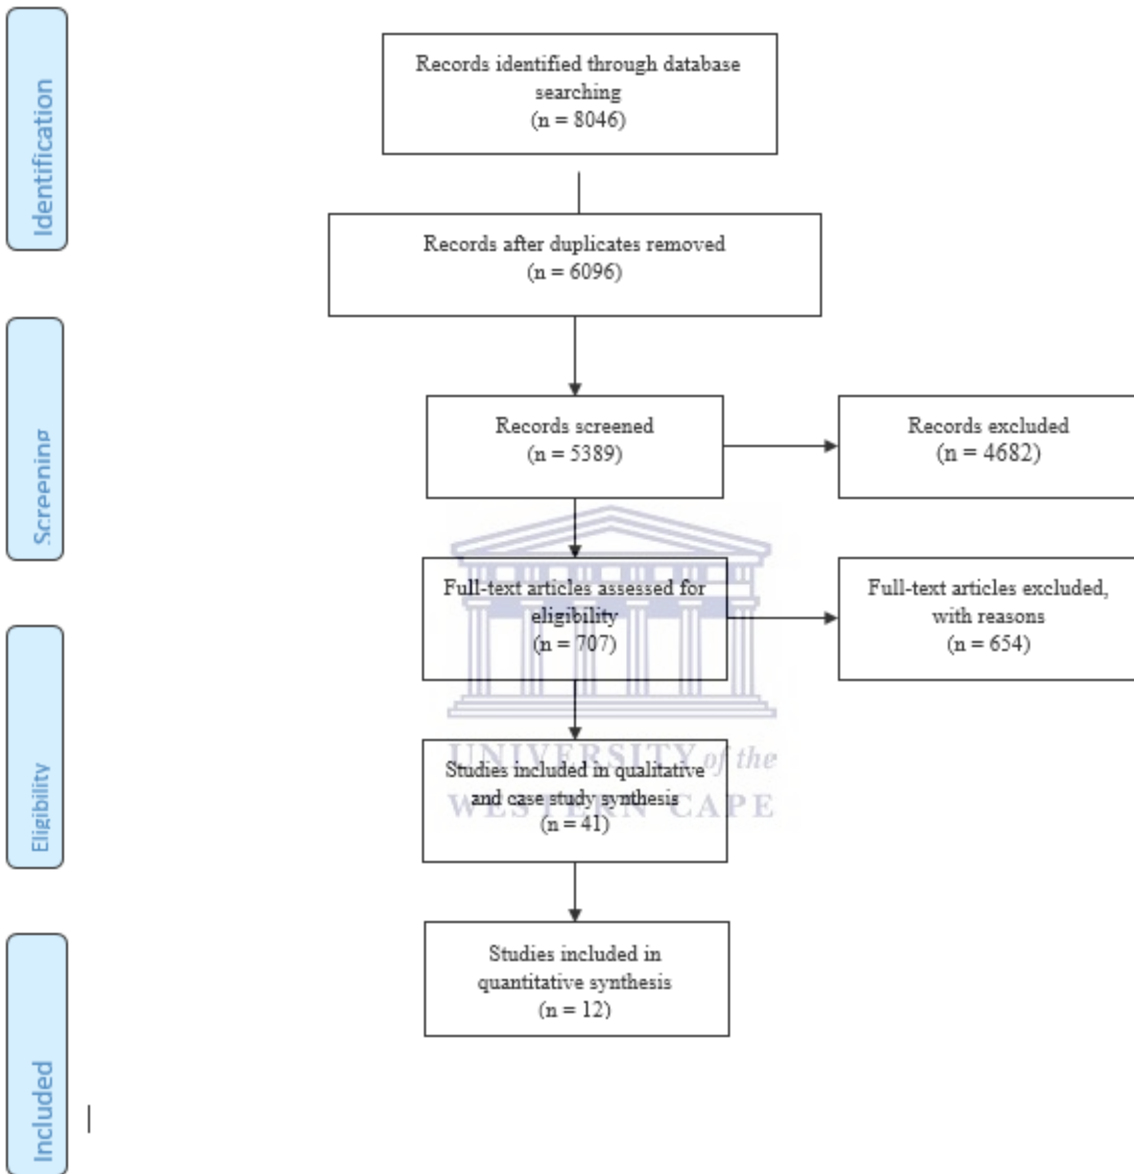 Identification
Records identified through database
searching
(n = 8046)
Records after duplicates removed
(n = 6096)
Screening
Records screened
(n = 5389)
Records excluded
(n = 4682)
Full-text articles assessed for
eligibility
(n = 707)
Full-text articles excluded,
with reasons
(n = 654)
Eligibility
UNIVERSITY of the
WESTERN CAPE
Studies included in qualitative
and case study synthesis
(n = 41)
Included
Studies included in
quantitative synthesis
(n = 12)